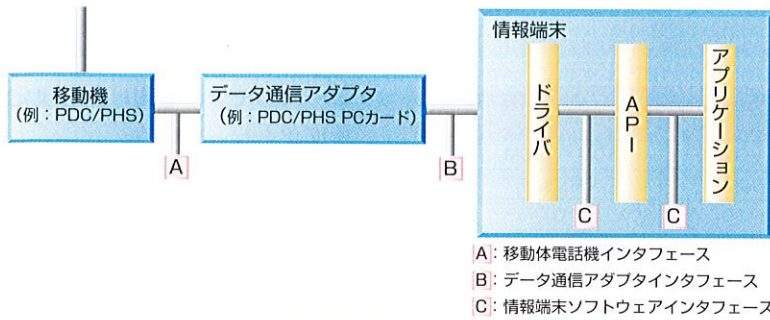 移動機
(例：PDC/PHS)
[A]
データ通信アダプタ
(例：PDC/PHS PCカード)
[B]
情報端末
ドライバ
API
アプリケーション
[C]
[C]
[A]：移動体電話機インタフェース
[B]：データ通信アダプタインタフェース
[C]：情報端末ソフトウェアインタフェース